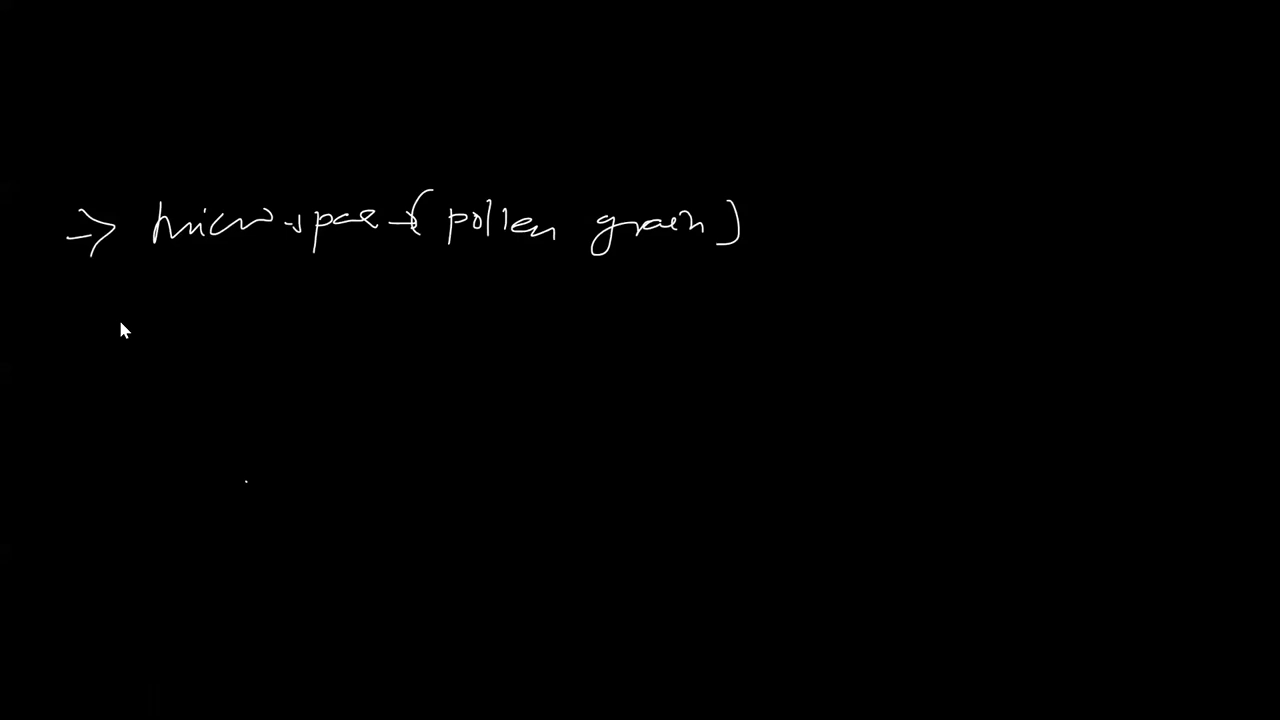 → microspore → (pollen grain)